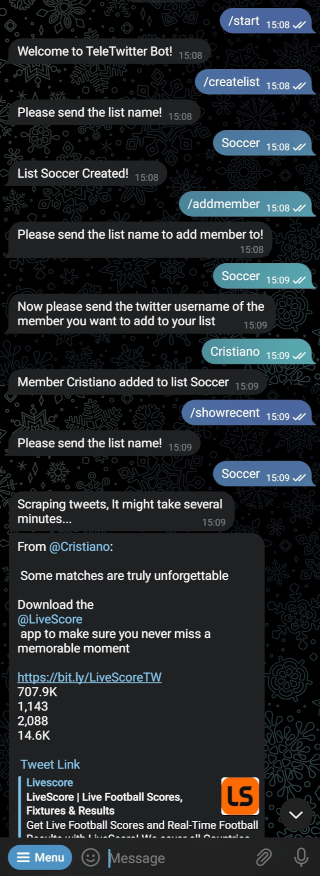 /start 15:08
Welcome to TeleTwitter Bot! 15:08
/createlist 15:08
Please send the list name! 15:08
Soccer 15:08
List Soccer Created! 15:08
/addmember 15:08
Please send the list name to add member to!
15:08
Soccer 15:09
Now please send the twitter username of the
member you want to add to your list 15:09
Cristiano 15:09
Member Cristiano added to list Soccer 15:09
/showrecent 15:09
Please send the list name! 15:09
Soccer 15:09
Scraping tweets, It might take several
minutes... 15:09
From @Cristiano:
Some matches are truly unforgettable
Download the
@LiveScore
app to make sure you never miss a
memorable moment
https://bit.ly/LiveScoreTW
707.9K
1,143
2,088
14.6K
Tweet Link
Livescore
LiveScore | Live Football Scores,
Fixtures & Results
LS
Get Live Football Scores and Real-Time Football
Results with LiveScore! We cover all Countries,
Menu
Message